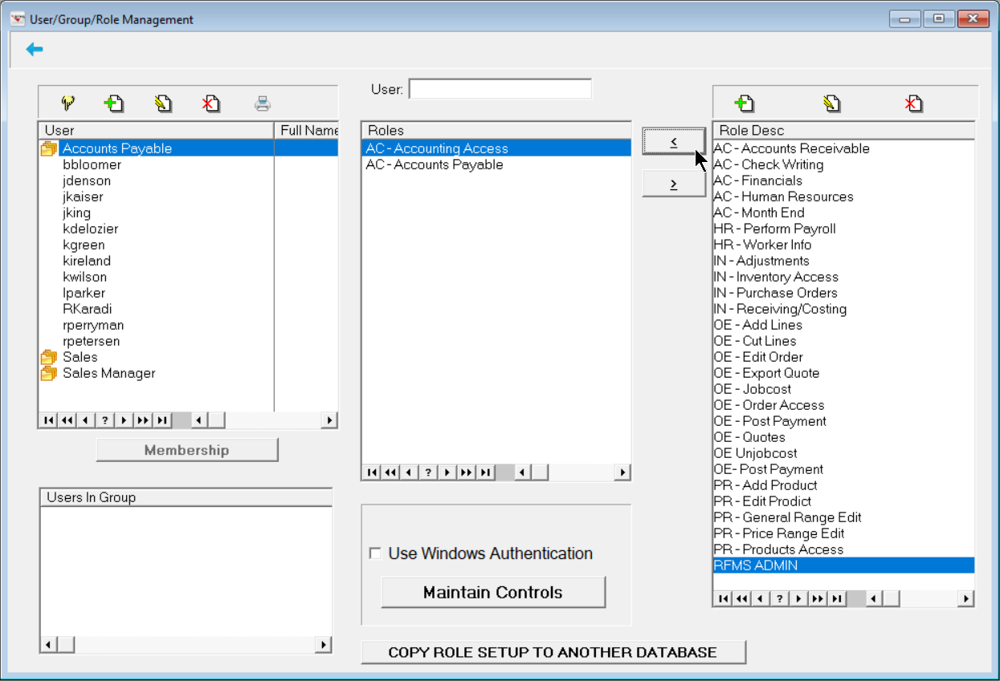 User/Group/Role Management
User:
User Full Name
Accounts Payable
bbloomer
jdenson
jkaiser
jking
kdelozier
kgreen
kireland
kwilson
lparker
RKaradi
rperryman
rpetersen
Sales
Sales Manager
?
Membership
Users In Group
Roles
AC - Accounting Access
AC - Accounts Payable
?
<
>
Use Windows Authentication
Maintain Controls
COPY ROLE SETUP TO ANOTHER DATABASE
Role Desc
AC - Accounts Receivable
AC - Check Writing
AC - Financials
AC - Human Resources
AC - Month End
HR - Perform Payroll
HR - Worker Info
IN - Adjustments
IN - Inventory Access
IN - Purchase Orders
IN - Receiving/Costing
OE - Add Lines
OE - Cut Lines
OE - Edit Order
OE - Export Quote
OE - Jobcost
OE - Order Access
OE - Post Payment
OE - Quotes
OE Unjobcost
OE- Post Payment
PR - Add Product
PR - Edit Prodict
PR - General Range Edit
PR - Price Range Edit
PR - Products Access
RFMS ADMIN
?